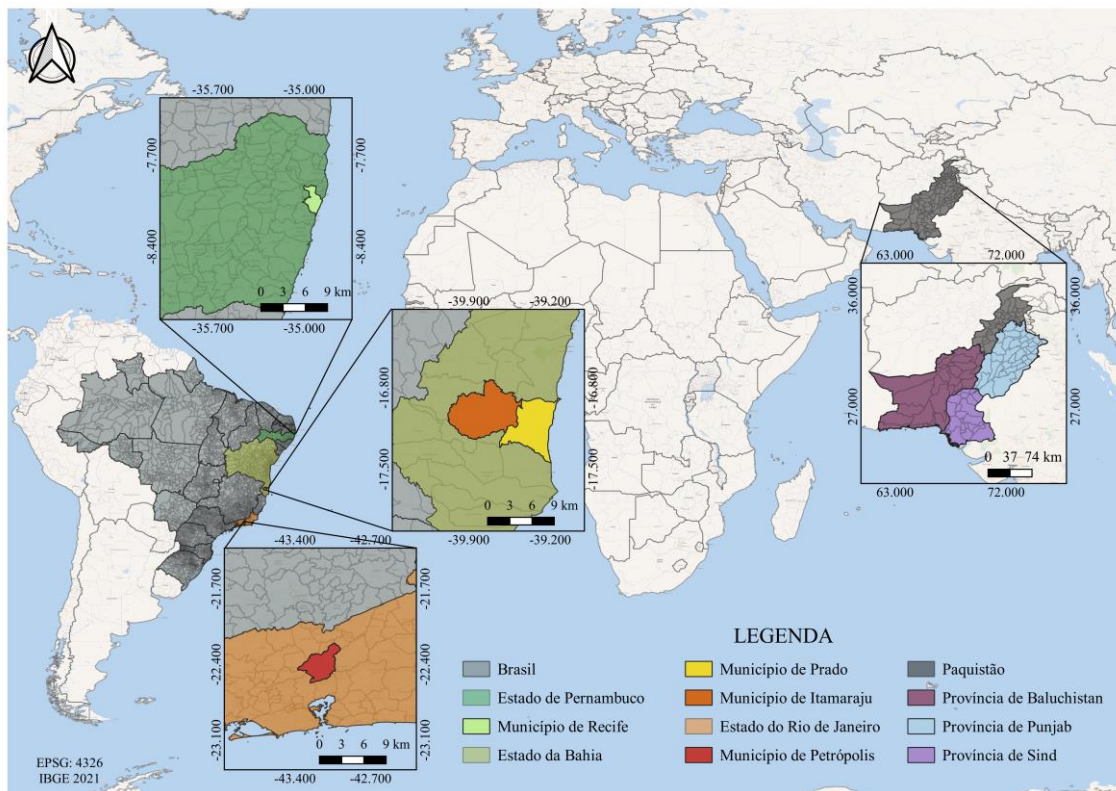 -35.700 -35.000
-7.700
-7.700
-8.400
-8.400
0 3 6 9 km
-35.700 -35.000
-39.900 -39.200
-16.800
-16.800
-17.500
-17.500
0 3 6 9 km
-39.900 -39.200
63.000 72.000
36.000
36.000
27.000
27.000
0 37 74 km
63.000 72.000
-43.400 -42.700
-21.700
-21.700
-22.400
-22.400
-23.100
-23.100
0 3 6 9 km
-43.400 -42.700
LEGENDA
Brasil
Estado de Pernambuco
Município de Recife
Estado da Bahia
Município de Prado
Município de Itamaraju
Estado do Rio de Janeiro
Município de Petrópolis
Paquistão
Província de Baluchistan
Província de Punjab
Província de Sind
EPSG: 4326
IBGE 2021